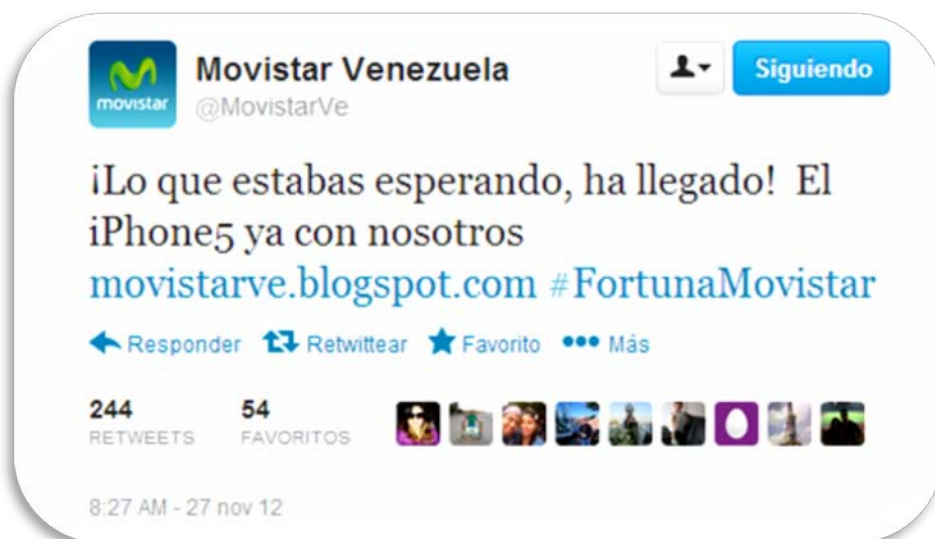 movistar
Movistar Venezuela
@MovistarVe
Siguiendo
¡Lo que estabas esperando, ha llegado! El
iPhone5 ya con nosotros
movistarve.blogspot.com #FortunaMovistar
Responder Retwittear Favorito Más
244 54
RETWEETS FAVORITOS
8:27 AM - 27 nov 12